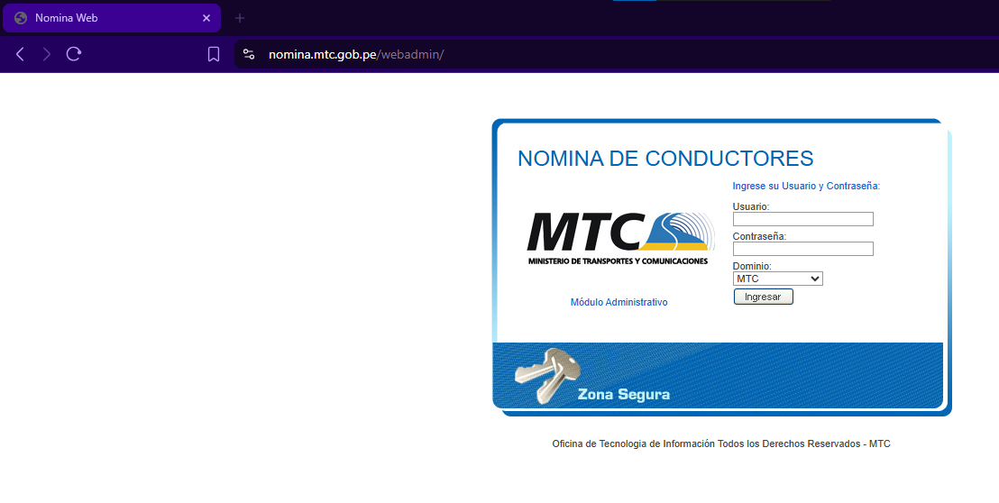 Nomina Web
nomina.mtc.gob.pe/webadmin/
NOMINA DE CONDUCTORES
Ingrese su Usuario y Contraseña:
Usuario:
Contraseña:
Dominio:
MTC
Ingresar
MTC
MINISTERIO DE TRANSPORTES Y COMUNICACIONES
Módulo Administrativo
Zona Segura
Oficina de Tecnologia de Información Todos los Derechos Reservados - MTC